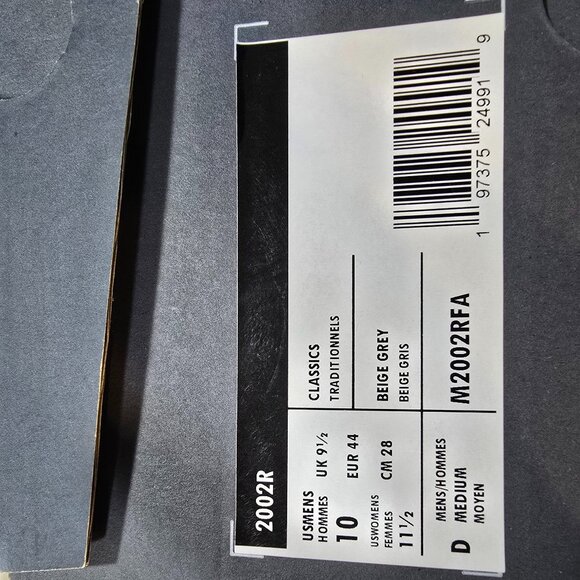 2002R
USMENS
HOMMES
10
UK 9½
EUR 44
USWOMENS
FEMMES
11½
CM 28
D
MENS/HOMMES
MEDIUM
MOYEN
CLASSICS
TRADITIONNELS
BEIGE GREY
BEIGE GRIS
M2002RFA
1 97375 24991 9